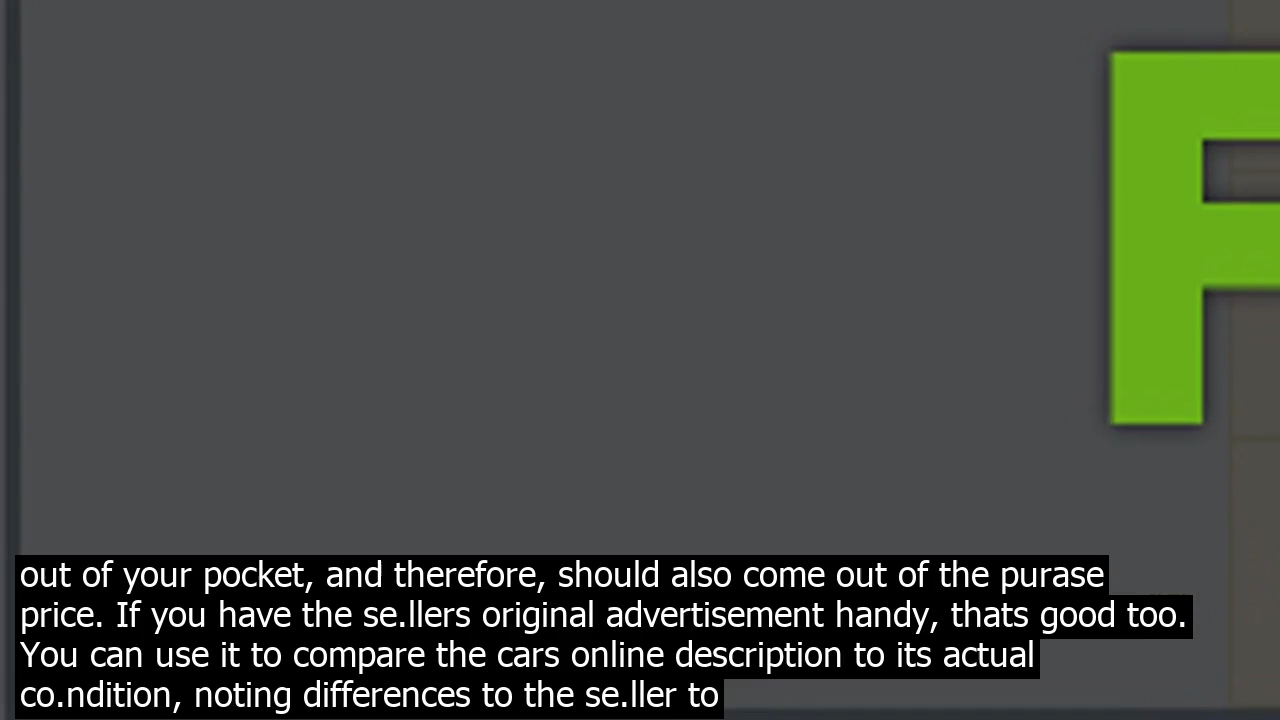 F
out of your pocket, and therefore, should also come out of the purase
price. If you have the se.llers original advertisement handy, thats good too.
You can use it to compare the cars online description to its actual
co.ndition, noting differences to the se.ller to